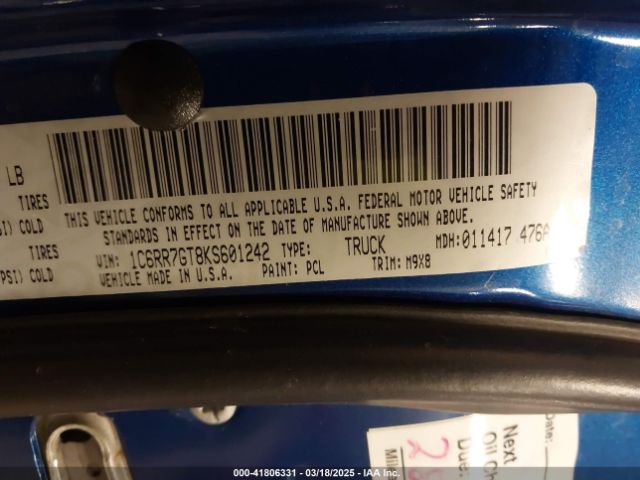 LB
TIRES
SI) COLD
TIRES
PSI) COLD
THIS VEHICLE CONFORMS TO ALL APPLICABLE U.S.A. FEDERAL MOTOR VEHICLE SAFETY
STANDARDS IN EFFECT ON THE DATE OF MANUFACTURE SHOWN ABOVE.
VIN: 1C6RR7GT8KS601242 TYPE: TRUCK MDH:011417 476A
VEHICLE MADE IN U.S.A. PAINT: PCL TRIM: M9X8
Date:
Next
Oil Ch
Due:
Mil
000-41806331 | 03/18/2025 | IAA Inc.